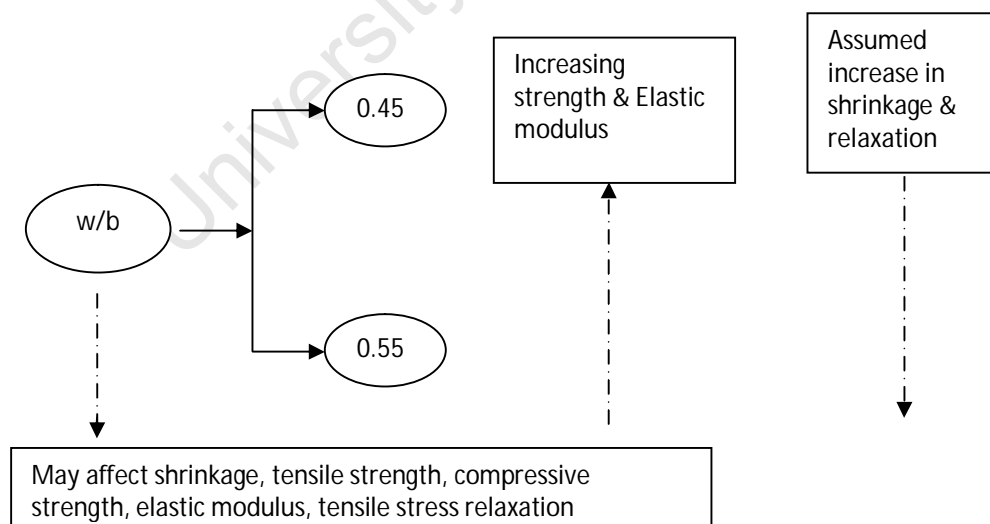 University
0.45
Increasing
strength & Elastic
modulus
Assumed
increase in
shrinkage &
relaxation
w/b
0.55
May affect shrinkage, tensile strength, compressive
strength, elastic modulus, tensile stress relaxation